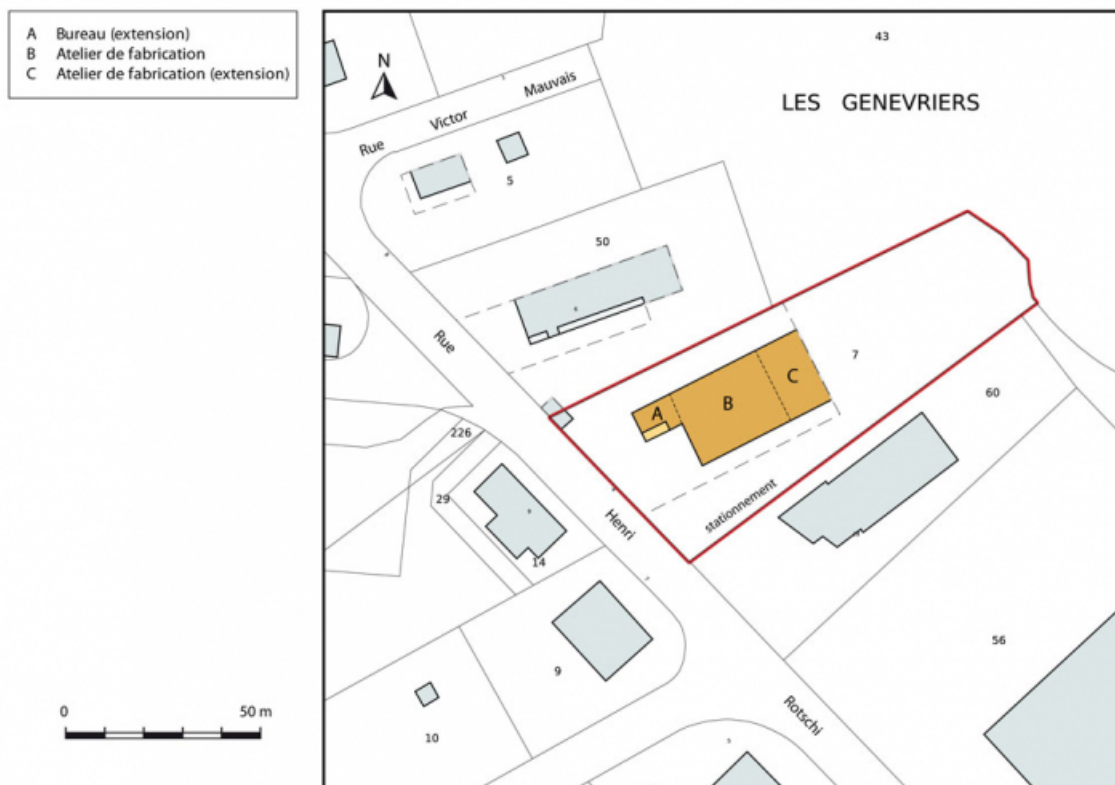 A Bureau (extension)
B Atelier de fabrication
C Atelier de fabrication (extension)
43
N
LES GENEVRIERS
Rue Victor Mauvais
5
50
Rue
7
C
B
A
60
226
29
stationnement
Henri
14
56
9
10
Rotschi
0 50 m